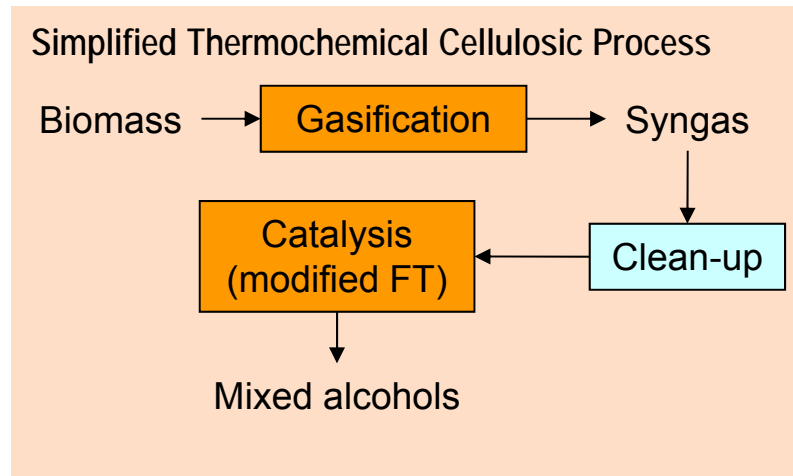 Simplified Thermochemical Cellulosic Process
Biomass
Gasification
Syngas
Clean-up
Catalysis
(modified FT)
Mixed alcohols